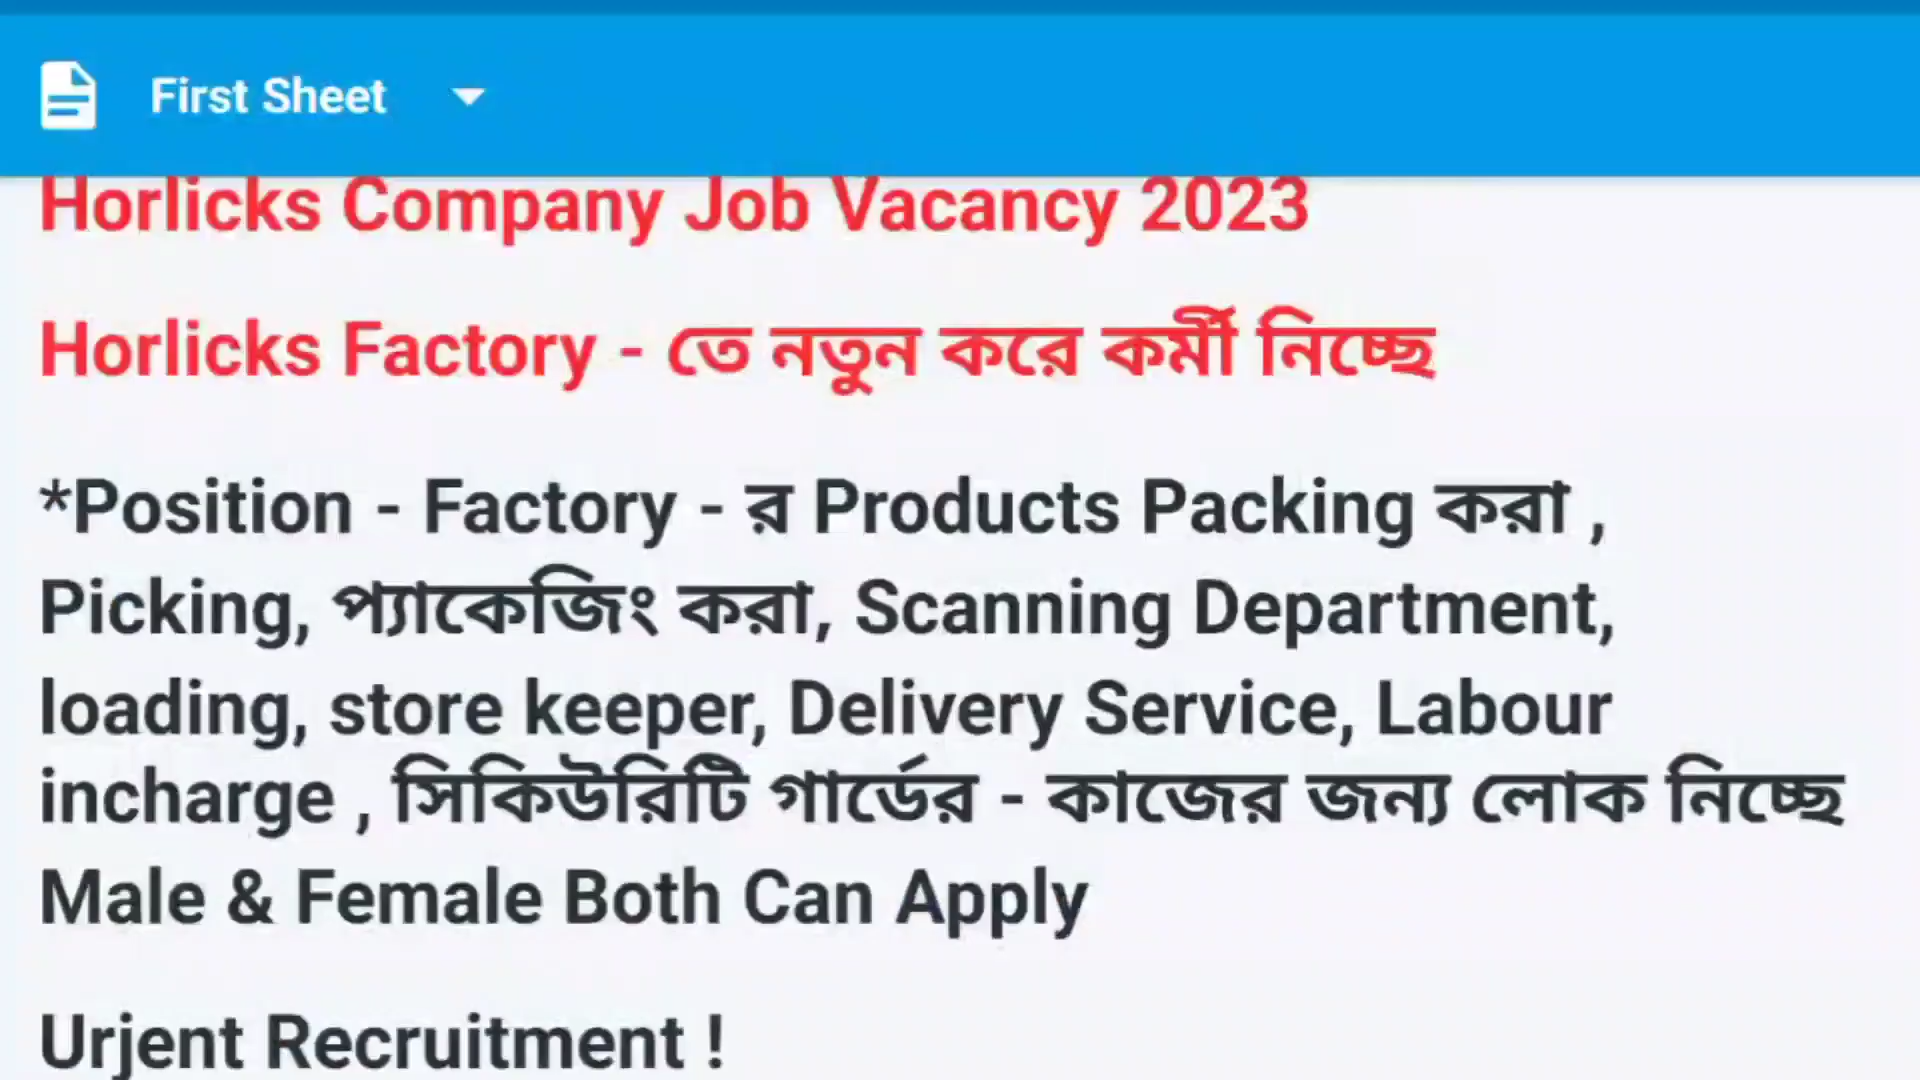 First Sheet
Horlicks Company Job Vacancy 2023
Horlicks Factory - তে নতুন করে কর্মী নিচ্ছে
*Position - Factory - র Products Packing করা ,
Picking, প্যাকেজিং করা, Scanning Department,
loading, store keeper, Delivery Service, Labour
incharge , সিকিউরিটি গার্ডের - কাজের জন্য লোক নিচ্ছে
Male & Female Both Can Apply
Urjent Recruitment !